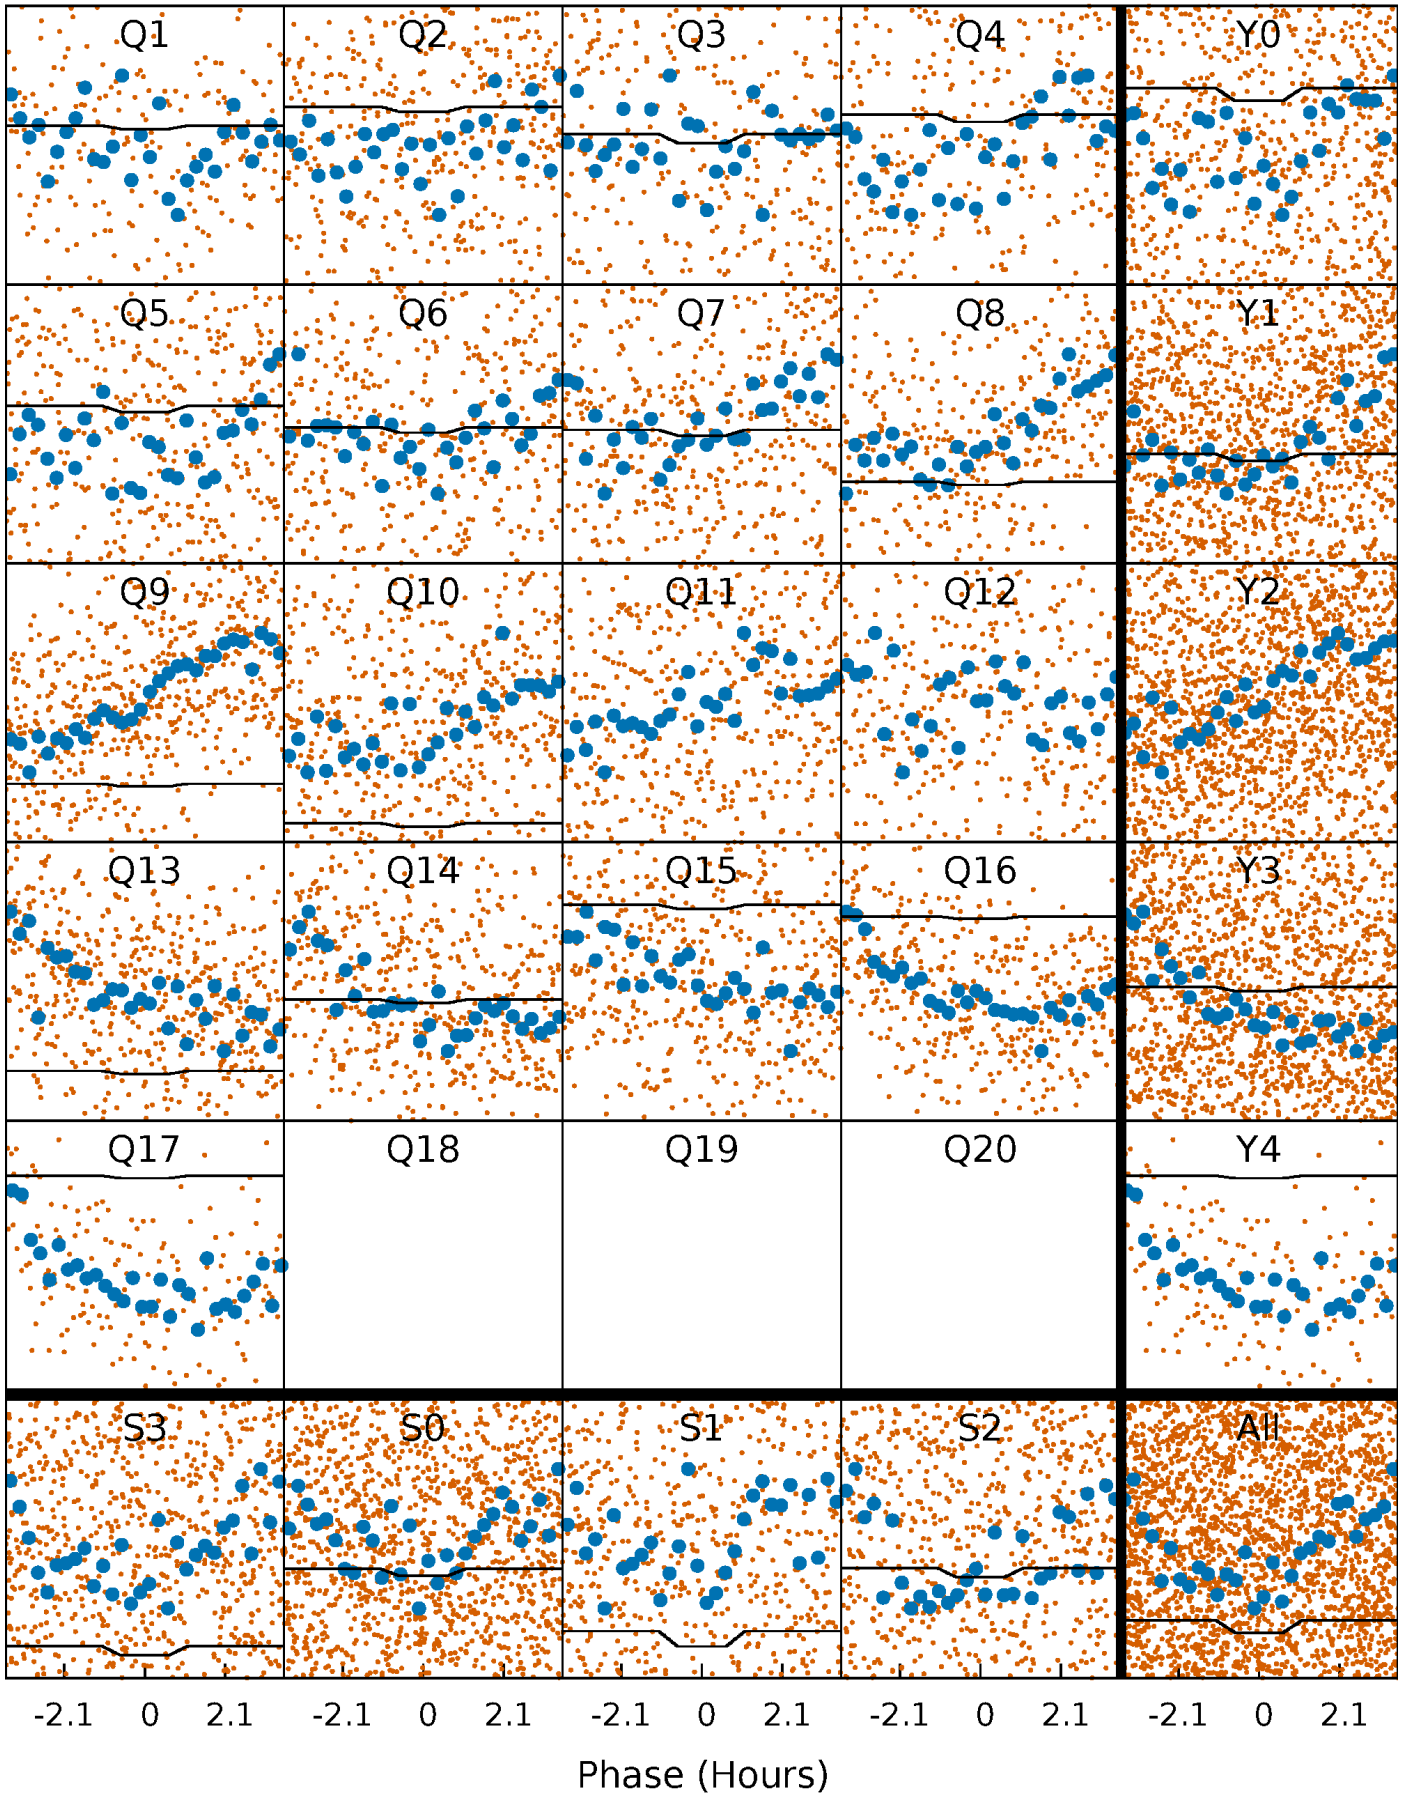 Q1 Q2 Q3 Q4 Y0
Q5 Q6 Q7 Q8 Y1
Q9 Q10 Q11 Q12 Y2
Q13 Q14 Q15 Q16 Y3
Q17 Q18 Q19 Q20 Y4
S3 S0 S1 S2 All
-2.1 0 2.1 -2.1 0 2.1 -2.1 0 2.1 -2.1 0 2.1 -2.1 0 2.1
Phase (Hours)